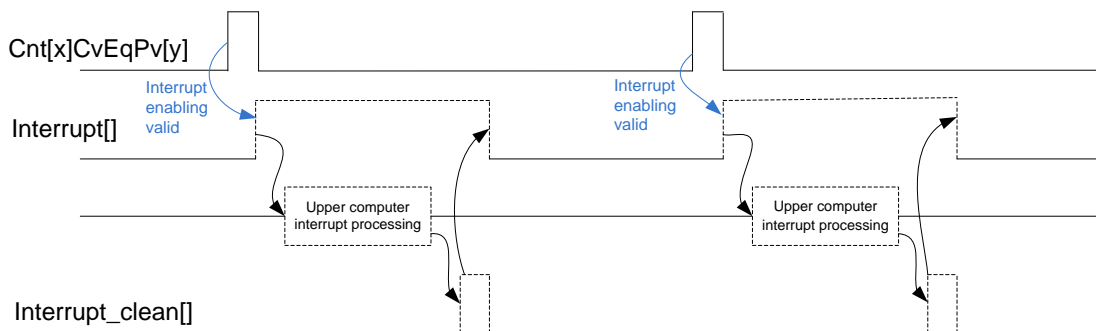 Cnt[x]CvEqPv[y]
Interrupt
enabling
valid
Interrupt
enabling
valid
Interrupt[]
Upper computer
interrupt processing
Upper computer
interrupt processing
Interrupt_clean[]